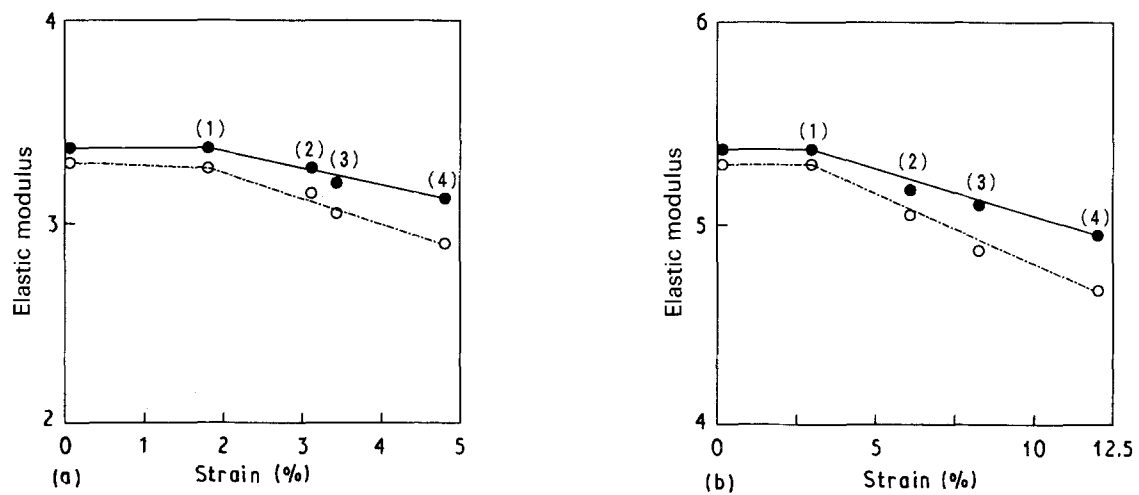 4
3
2
Elastic modulus
(1)
(2)
(3)
(4)
0 1 2 3 4 5
(a) Strain (%)
6
5
4
Elastic modulus
(1)
(2)
(3)
(4)
0 5 10 12.5
(b) Strain (%)